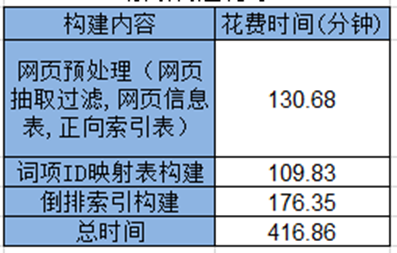 构建内容 花费时间(分钟)
网页预处理（网页
抽取过滤,网页信息
表,正向索引表） 130.68
词项ID映射表构建 109.83
倒排索引构建 176.35
总时间 416.86